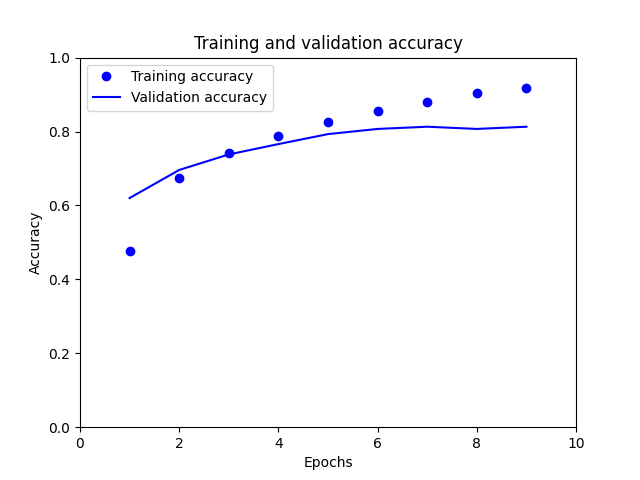 Training and validation accuracy
Training accuracy
Validation accuracy
1.0
0.8
0.6
0.4
0.2
0.0
Accuracy
0 2 4 6 8 10
Epochs